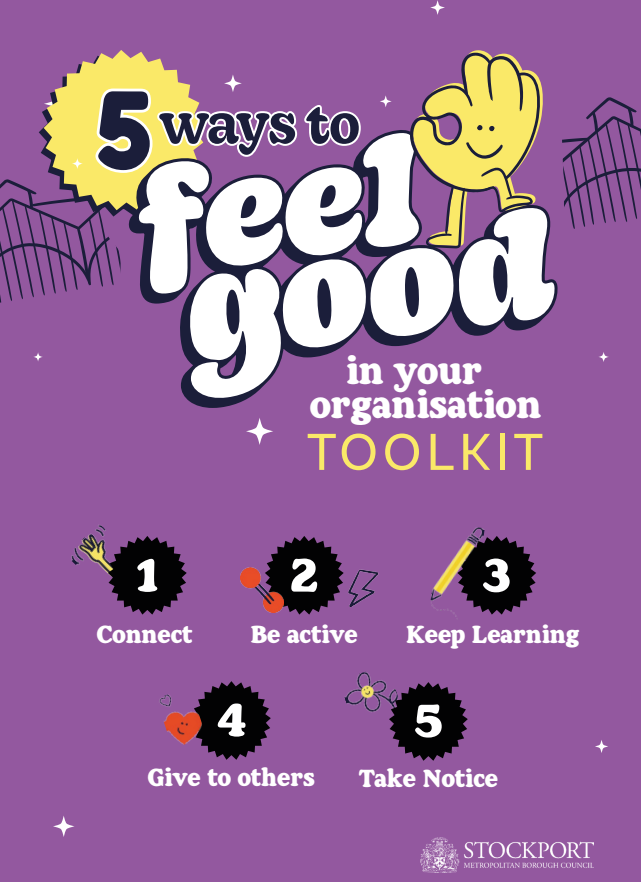 5 ways to
feel
good
in your
organisation
TOOLKIT
1 2 3
Connect Be active Keep Learning
4 5
Give to others Take Notice
STOCKPORT
METROPOLITAN BOROUGH COUNCIL